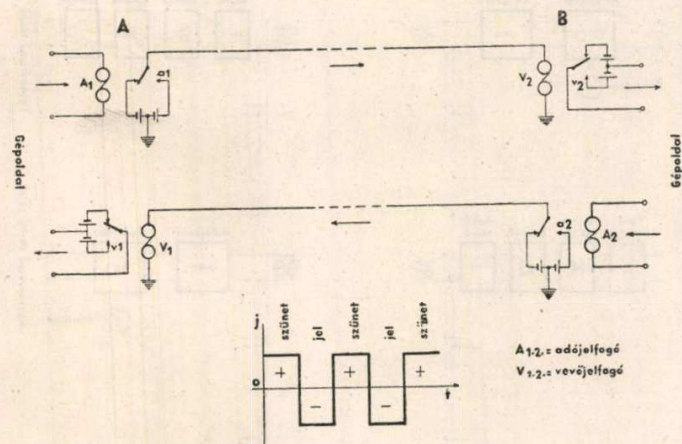 A
B
A1
a1
V2
v2
Gépoldal
Gépoldal
v1
V1
a2
A2
i
szünet
jel
szünet
jel
szünet
0
+
−
+
−
+
t
A1.2.= adójelfogó
V1.2.= vevőjelfogó